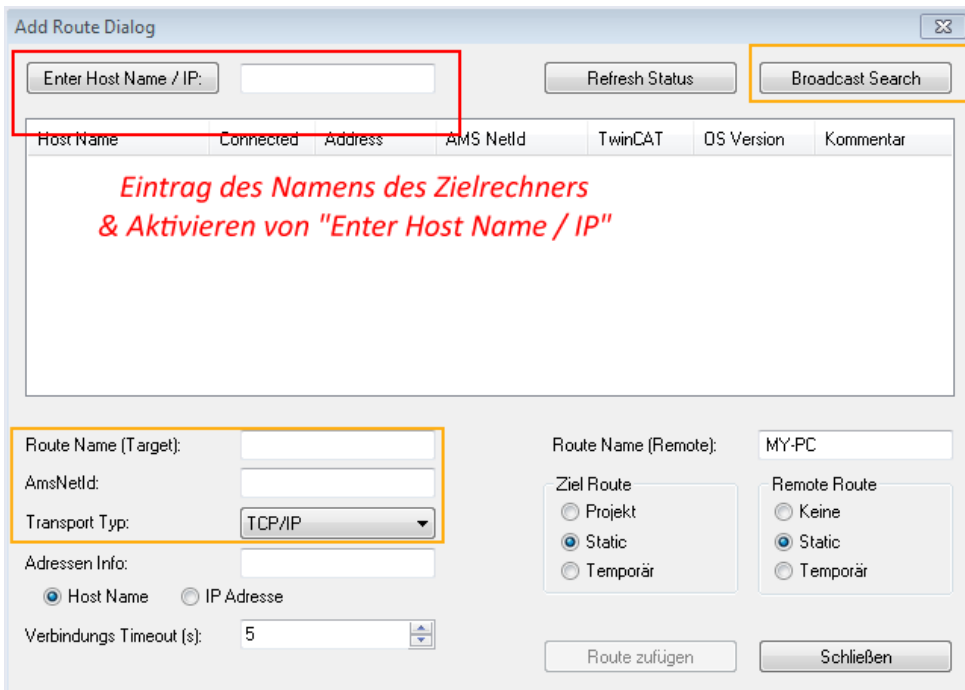 Add Route Dialog
Enter Host Name / IP:
Refresh Status
Broadcast Search
Host Name Connected Address AMS NetId TwinCAT OS Version Kommentar
Eintrag des Namens des Zielrechners
& Aktivieren von "Enter Host Name / IP"
Route Name (Target):
AmsNetId:
Transport Typ: TCP/IP
Adressen Info:
Host Name IP Adresse
Verbindungs Timeout (s): 5
Route Name (Remote): MY-PC
Ziel Route
Projekt
Static
Temporär
Remote Route
Keine
Static
Temporär
Route zufügen
Schließen